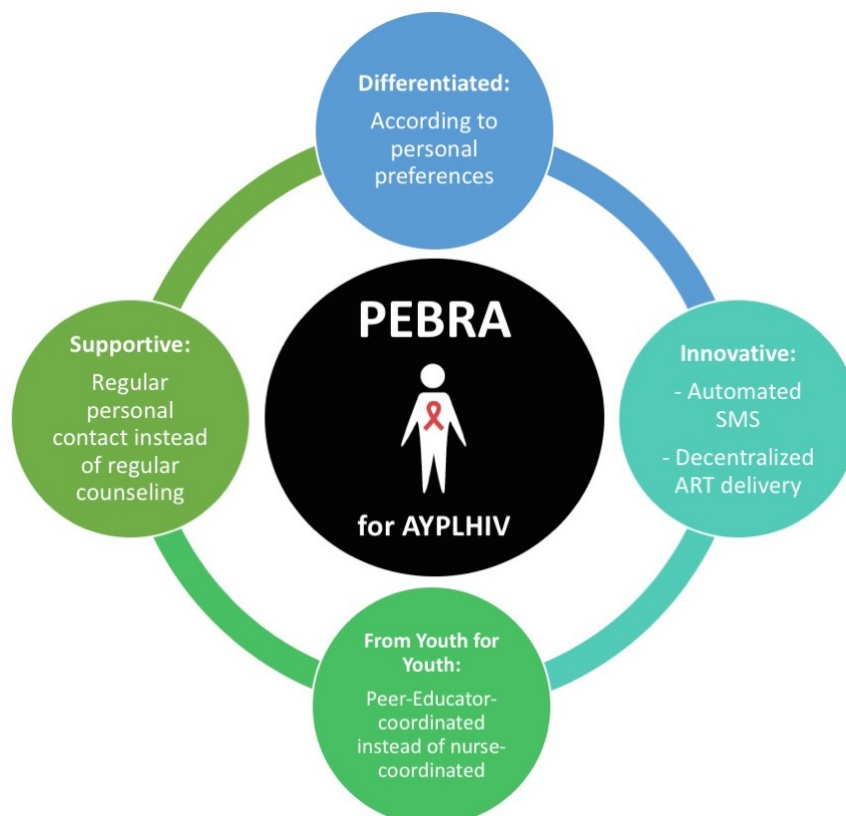 Differentiated:
According to
personal
preferences
PEBRA
for AYPLHIV
Supportive:
Regular
personal
contact instead
of regular
counseling
Innovative:
- Automated
SMS
- Decentralized
ART delivery
From Youth for
Youth:
Peer-Educator-
coordinated
instead of nurse-
coordinated